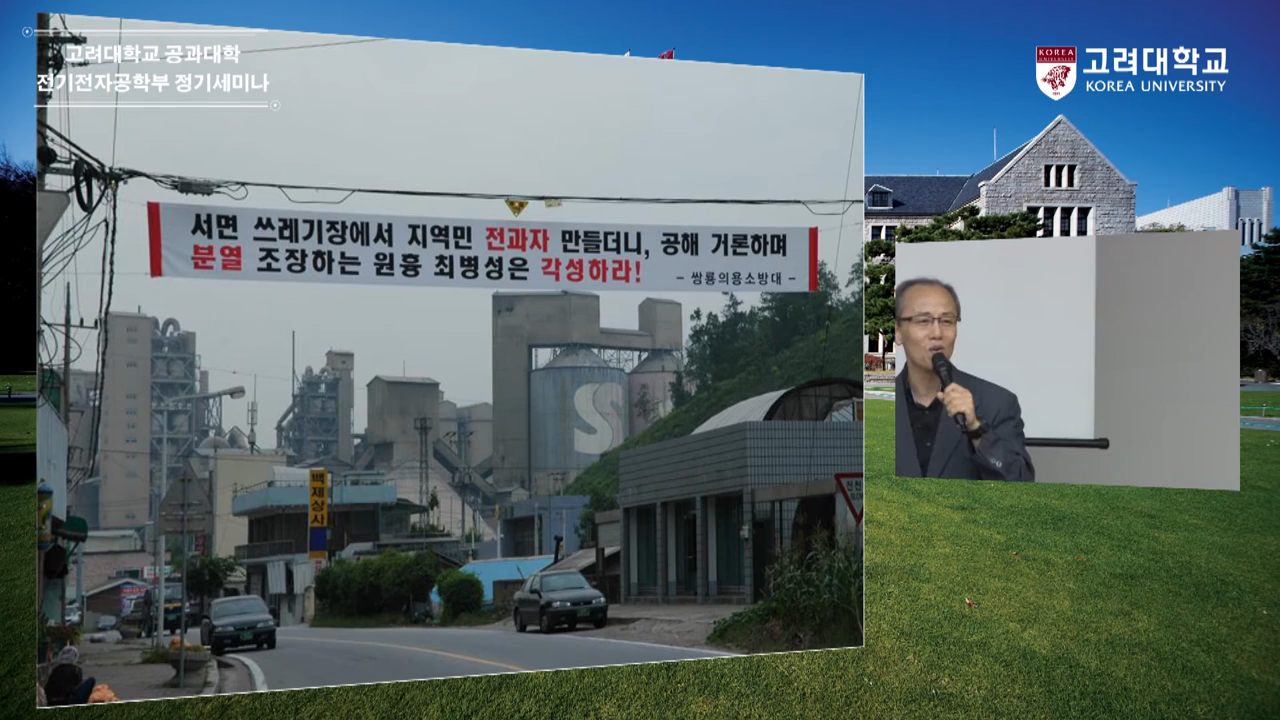 고려대학교 공과대학
전기전자공학부 정기세미나
KOREA
고려대학교
KOREA UNIVERSITY
서면 쓰레기장에서 지역민 전과자 만들더니, 공해 거론하며
분열 조장하는 원흉 최병성은 각성하라!
– 쌍룡의용소방대 –
S
백제상사